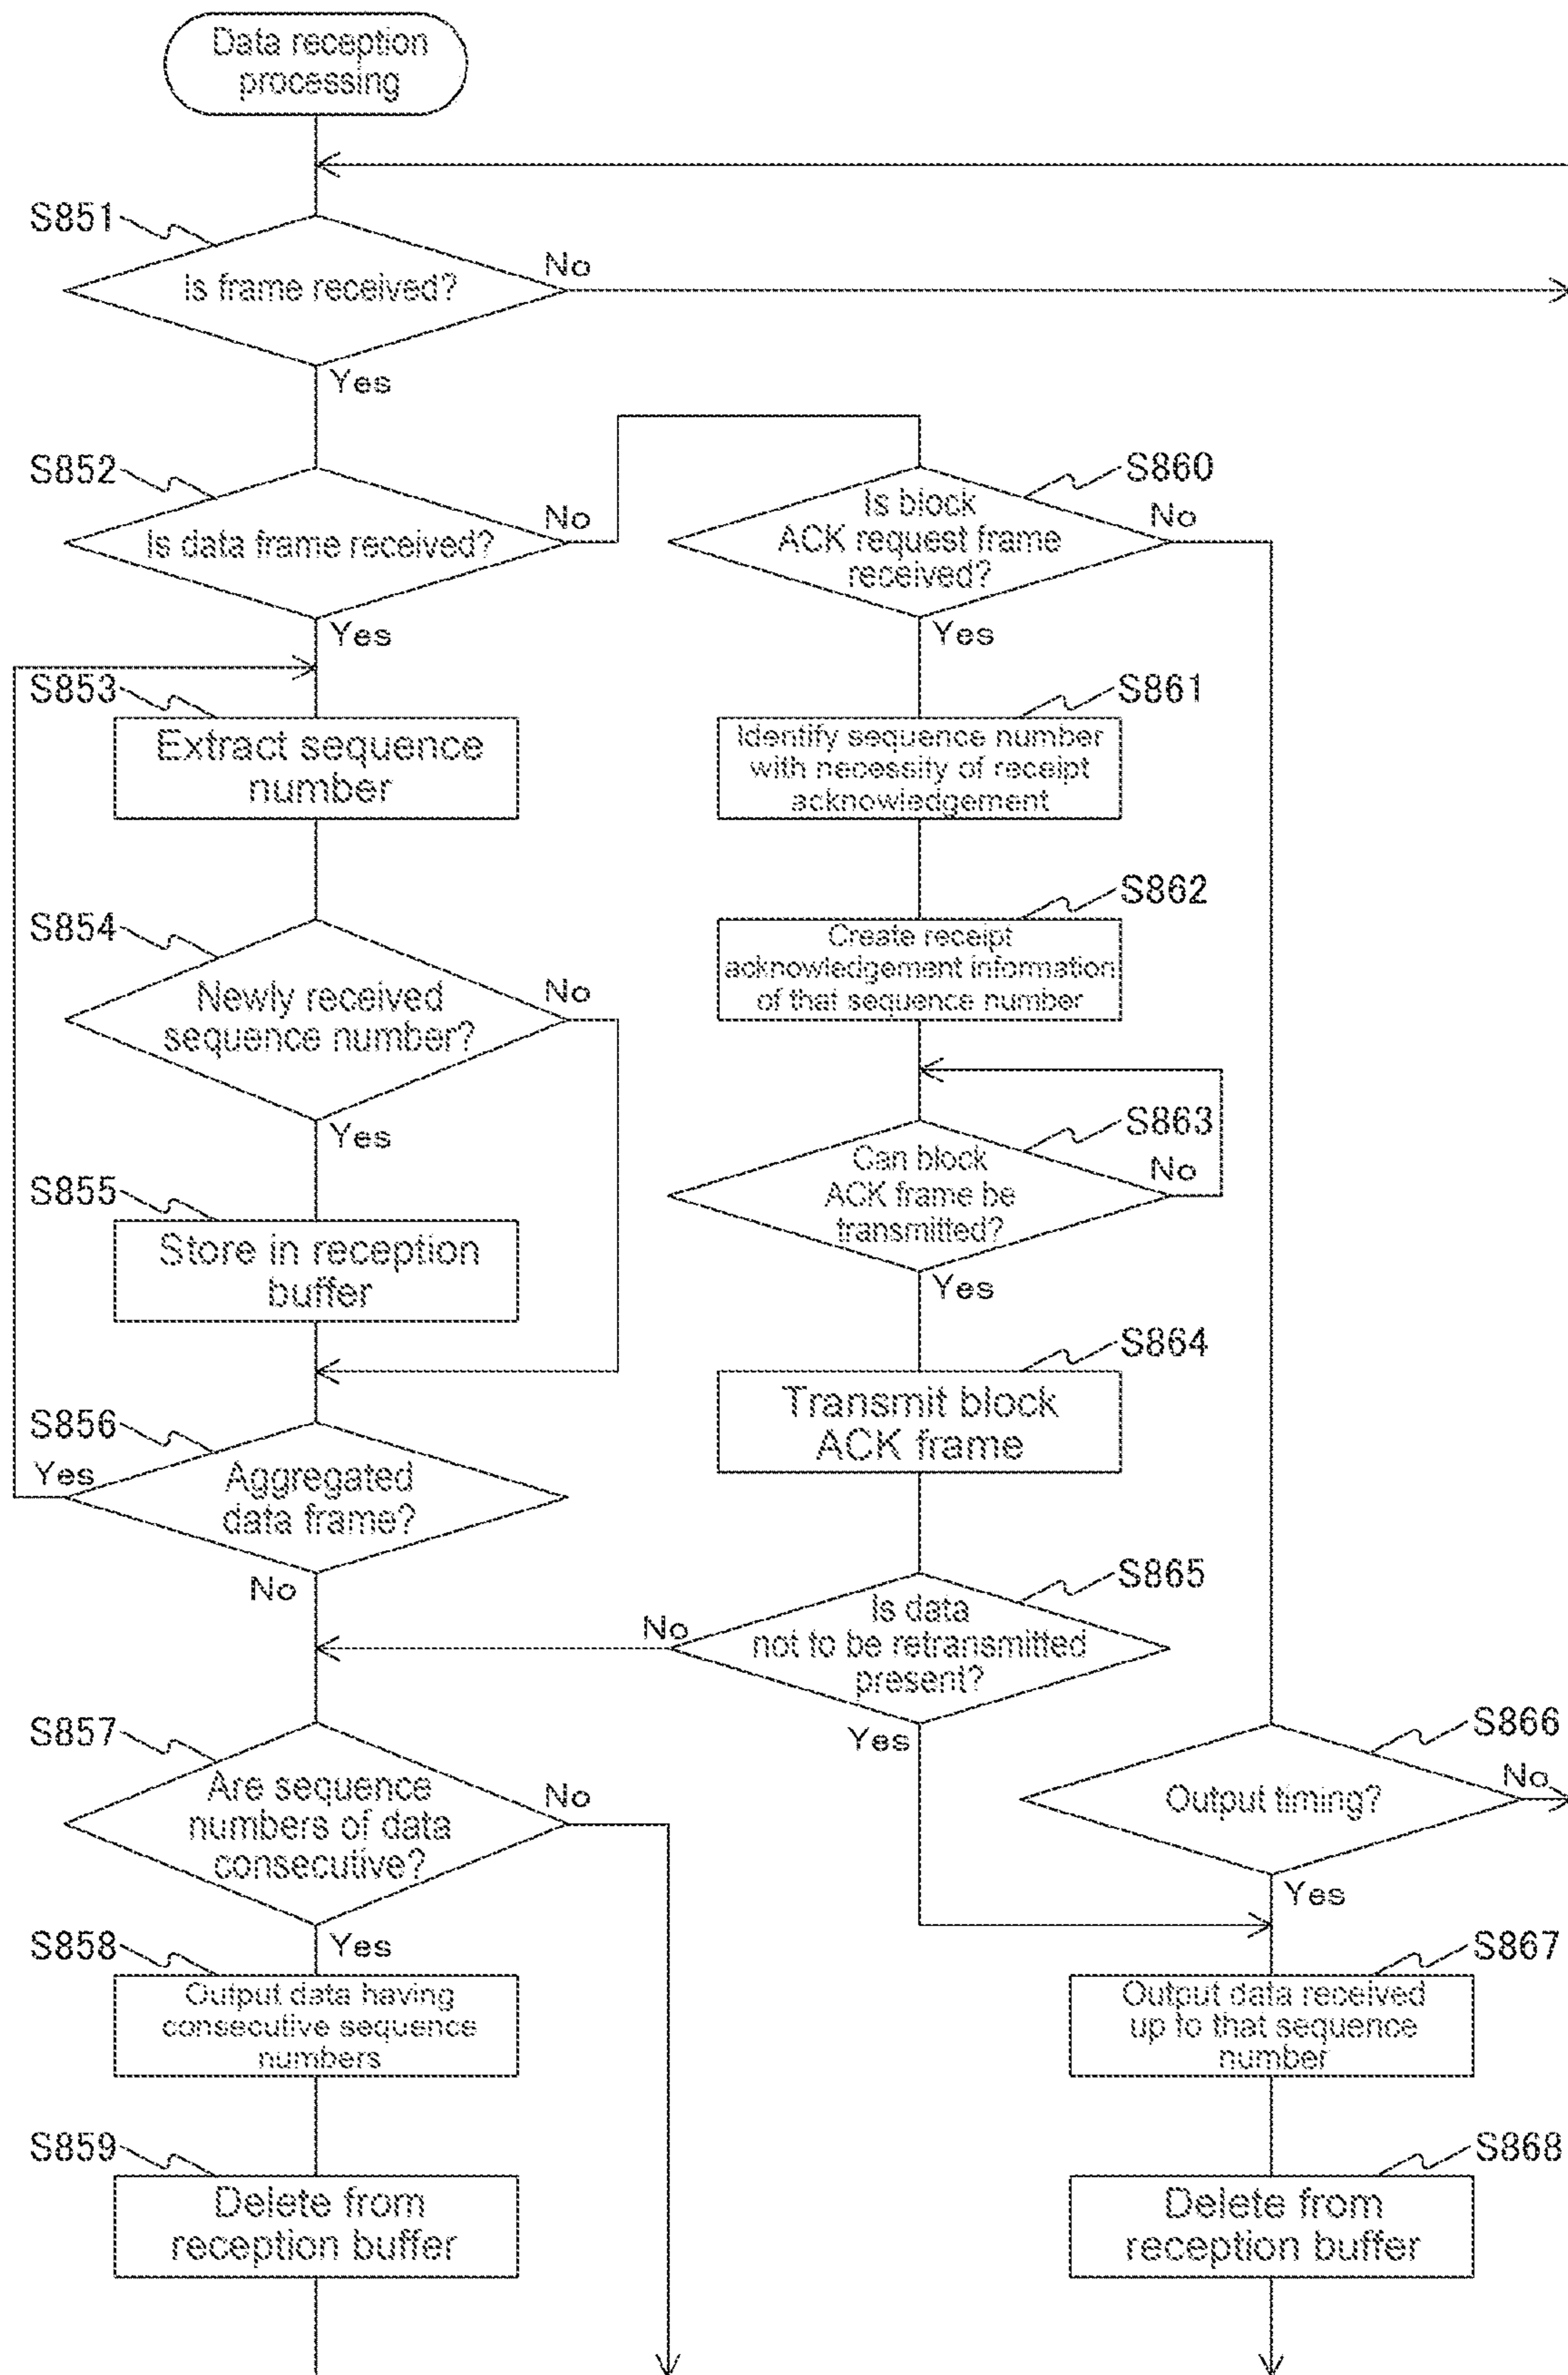 Data reception
processing
S851
Is frame received?
No
Yes
S852
Is data frame received?
No
Yes
S853
Extract sequence
number
S854
Newly received
sequence number?
No
Yes
S855
Store in reception
buffer
S856
Yes
Aggregated
data frame?
No
S857
Are sequence
numbers of data
consecutive?
No
Yes
S858
Output data having
consecutive sequence
numbers
S859
Delete from
reception buffer
S860
Is block
ACK request frame
received?
No
Yes
S861
Identify sequence number
with necessity of receipt
acknowledgement
S862
Create receipt
acknowledgement information
of that sequence number
S863
Can block
ACK frame be
transmitted?
No
Yes
S864
Transmit block
ACK frame
S865
Is data
not to be retransmitted
present?
No
Yes
S866
Output timing?
No
Yes
S867
Output data received
up to that sequence
number
S868
Delete from
reception buffer